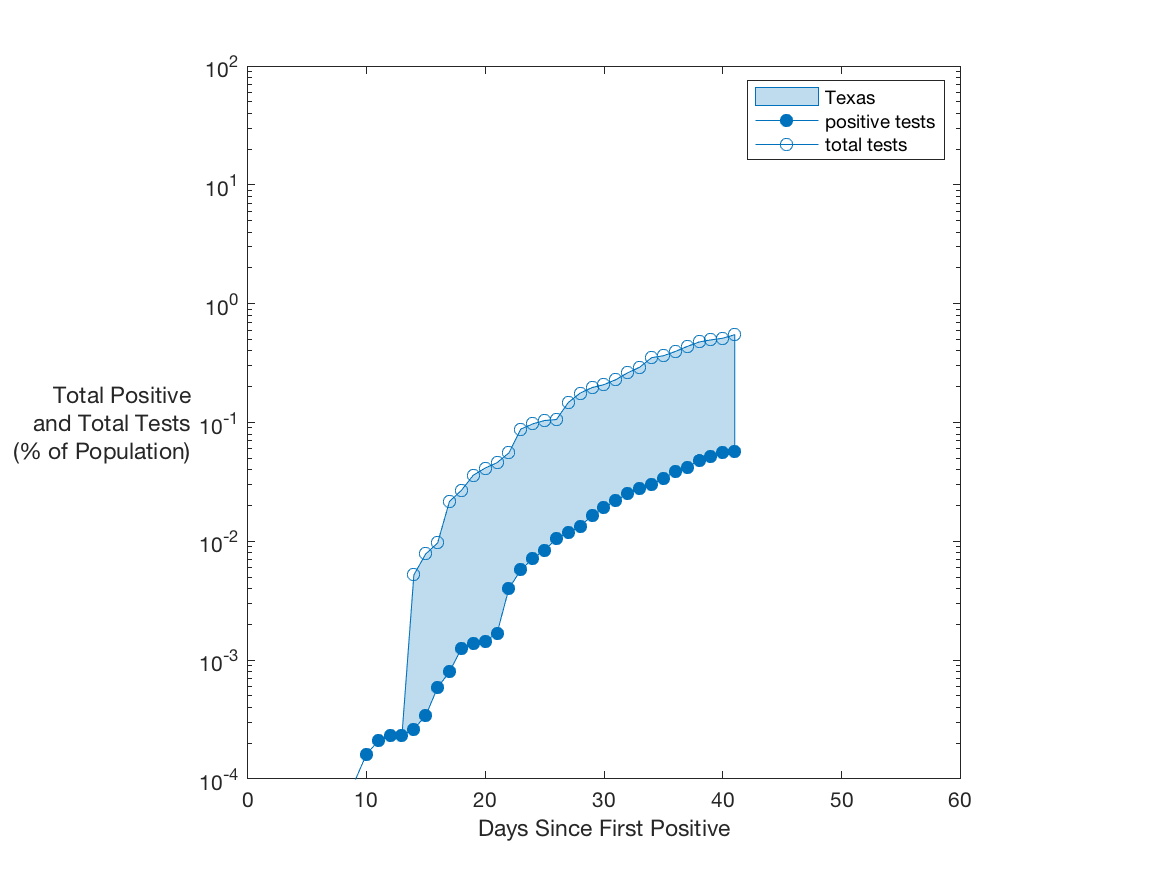 10^2
Texas
positive tests
total tests
10^1
10^0
Total Positive
and Total Tests
(% of Population)
10^-1
10^-2
10^-3
10^-4
0 10 20 30 40 50 60
Days Since First Positive